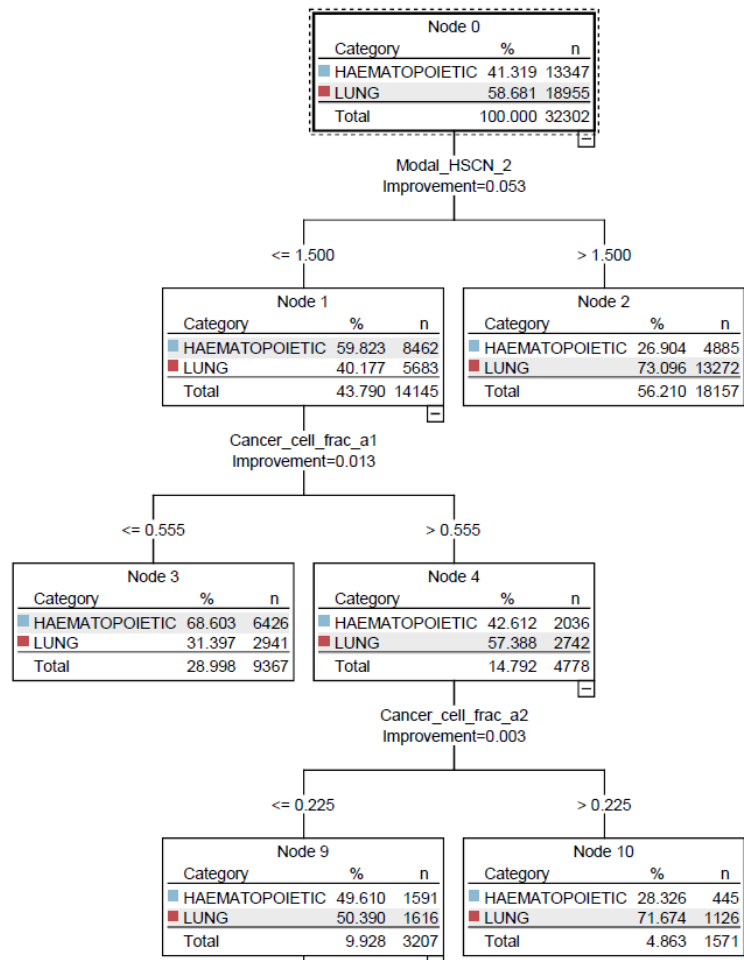 Node 0
Category % n
HAEMATOPOIETIC 41.319 13347
LUNG 58.681 18955
Total 100.000 32302
Modal_HSCN_2
Improvement=0.053
<= 1.500
> 1.500
Node 1
Category % n
HAEMATOPOIETIC 59.823 8462
LUNG 40.177 5683
Total 43.790 14145
Node 2
Category % n
HAEMATOPOIETIC 26.904 4885
LUNG 73.096 13272
Total 56.210 18157
Cancer_cell_frac_a1
Improvement=0.013
<= 0.555
> 0.555
Node 3
Category % n
HAEMATOPOIETIC 68.603 6426
LUNG 31.397 2941
Total 28.998 9367
Node 4
Category % n
HAEMATOPOIETIC 42.612 2036
LUNG 57.388 2742
Total 14.792 4778
Cancer_cell_frac_a2
Improvement=0.003
<= 0.225
> 0.225
Node 9
Category % n
HAEMATOPOIETIC 49.610 1591
LUNG 50.390 1616
Total 9.928 3207
Node 10
Category % n
HAEMATOPOIETIC 28.326 445
LUNG 71.674 1126
Total 4.863 1571